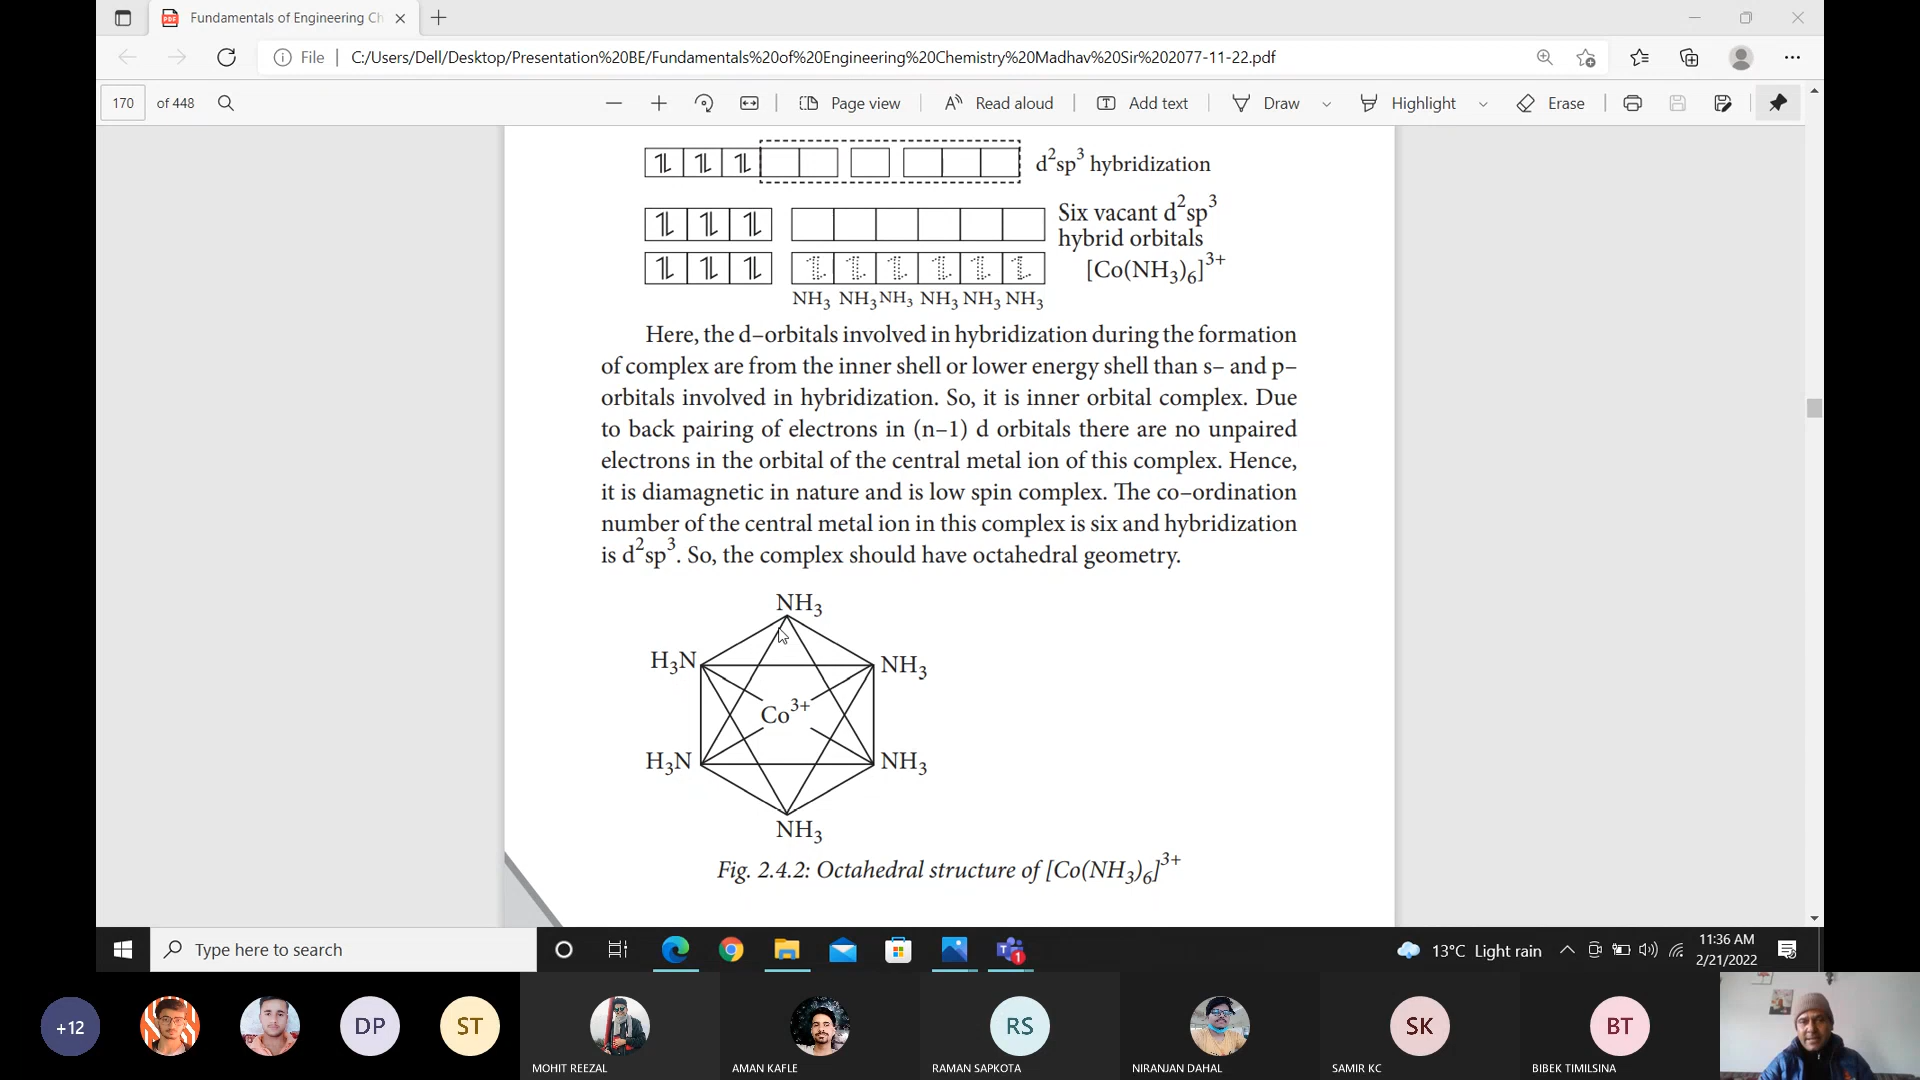 Fundamentals of Engineering Ch
File C:/Users/Dell/Desktop/Presentation%20BE/Fundamentals%20of%20Engineering%20Chemistry%20Madhav%20Sir%202077-11-22.pdf
170 of 448 Page view Read aloud Add text Draw Highlight Erase
d²sp³ hybridization
Six vacant d²sp³
hybrid orbitals
[Co(NH₃)₆]³⁺
NH₃ NH₃ NH₃ NH₃ NH₃ NH₃
Here, the d–orbitals involved in hybridization during the formation
of complex are from the inner shell or lower energy shell than s– and p–
orbitals involved in hybridization. So, it is inner orbital complex. Due
to back pairing of electrons in (n–1) d orbitals there are no unpaired
electrons in the orbital of the central metal ion of this complex. Hence,
it is diamagnetic in nature and is low spin complex. The co–ordination
number of the central metal ion in this complex is six and hybridization
is d²sp³. So, the complex should have octahedral geometry.
NH₃
H₃N NH₃
Co³⁺
H₃N NH₃
NH₃
Fig. 2.4.2: Octahedral structure of [Co(NH₃)₆]³⁺
Type here to search
1
13°C Light rain
11:36 AM
2/21/2022
+12 DP ST RS SK BT
MOHIT REEZAL AMAN KAFLE RAMAN SAPKOTA NIRANJAN DAHAL SAMIR KC BIBEK TIMILSINA